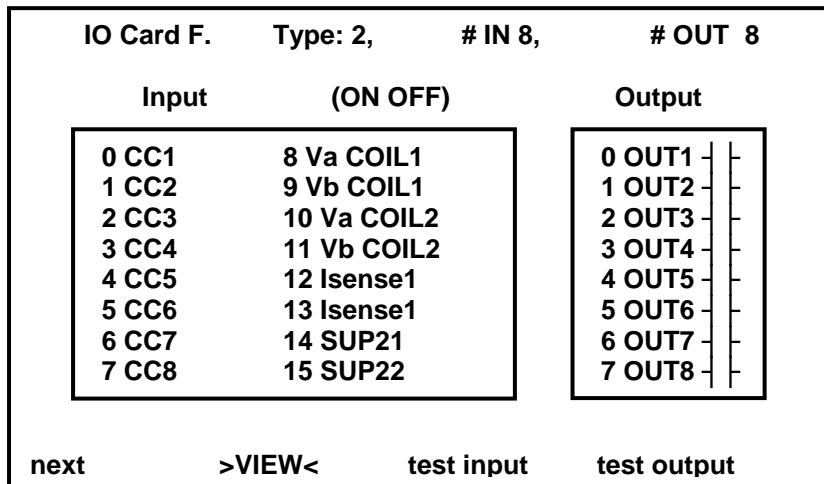 IO Card F. Type: 2, # IN 8, # OUT 8
Input (ON OFF) Output
0 CC1 8 Va COIL1 0 OUT1
1 CC2 9 Vb COIL1 1 OUT2
2 CC3 10 Va COIL2 2 OUT3
3 CC4 11 Vb COIL2 3 OUT4
4 CC5 12 Isense1 4 OUT5
5 CC6 13 Isense1 5 OUT6
6 CC7 14 SUP21 6 OUT7
7 CC8 15 SUP22 7 OUT8
next >VIEW< test input test output